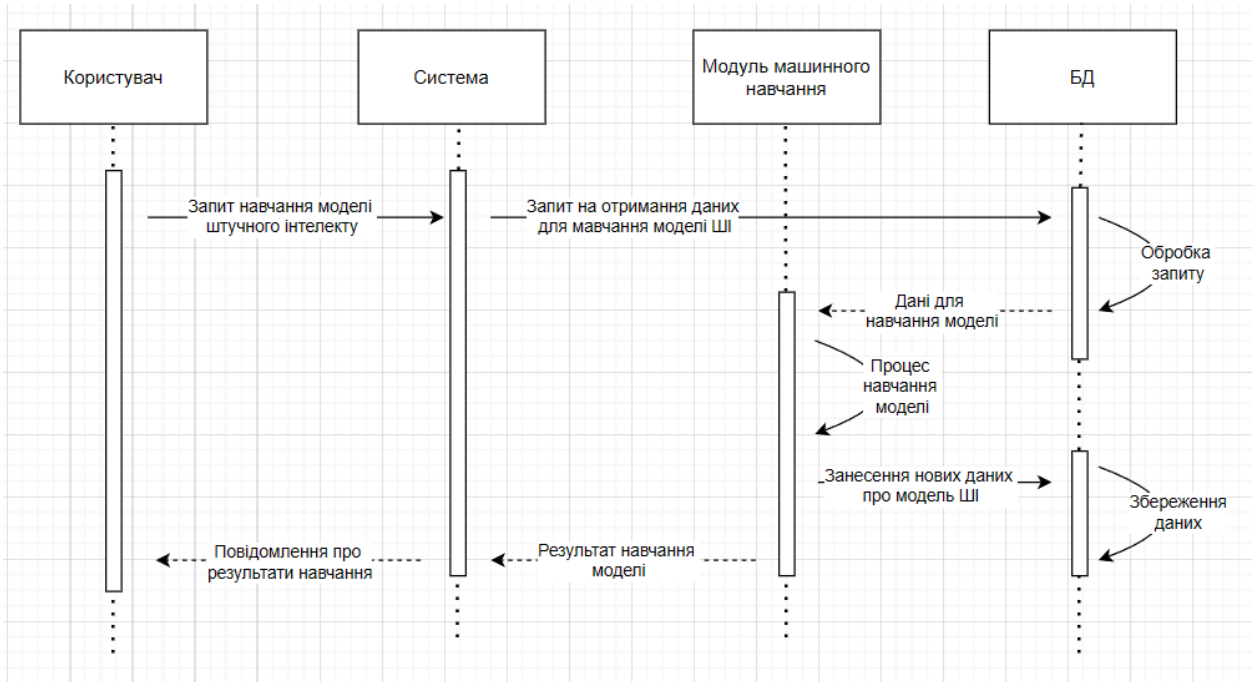 Користувач
Система
Модуль машинного
навчання
БД
Запит навчання моделі
штучного інтелекту
Запит на отримання даних
для мавчання моделі ШІ
Обробка
запиту
Дані для
навчання моделі
Процес
навчання
моделі
Занесення нових даних
про модель ШІ
Збереження
даних
Результат навчання
моделі
Повідомлення про
результати навчання